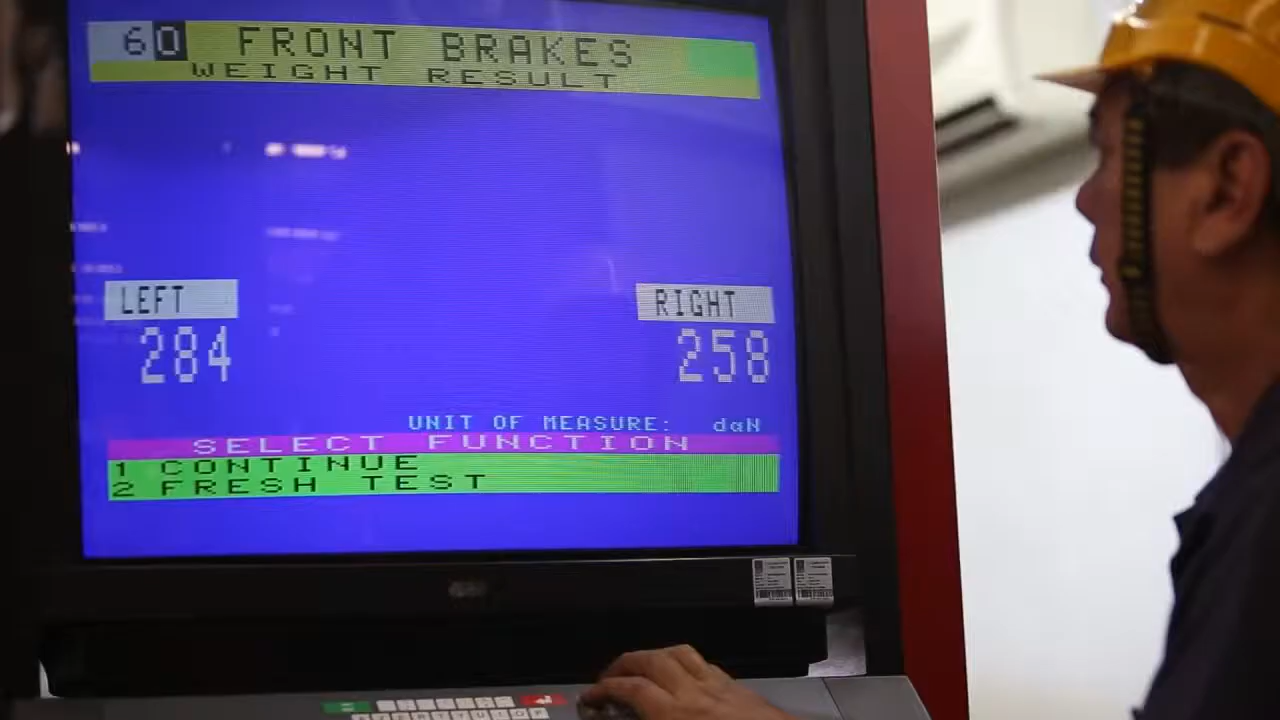 60 FRONT BRAKES
WEIGHT RESULT
LEFT
RIGHT
284
258
UNIT OF MEASURE: daN
SELECT FUNCTION
1 CONTINUE
2 FRESH TEST